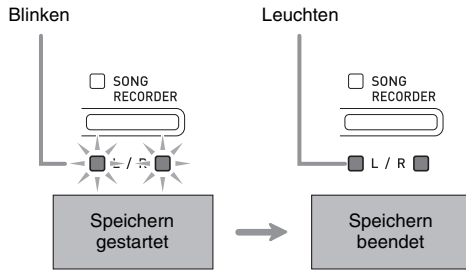 Blinken
Leuchten
SONG
RECORDER
L / R
Speichern
gestartet
SONG
RECORDER
L / R
Speichern
beendet